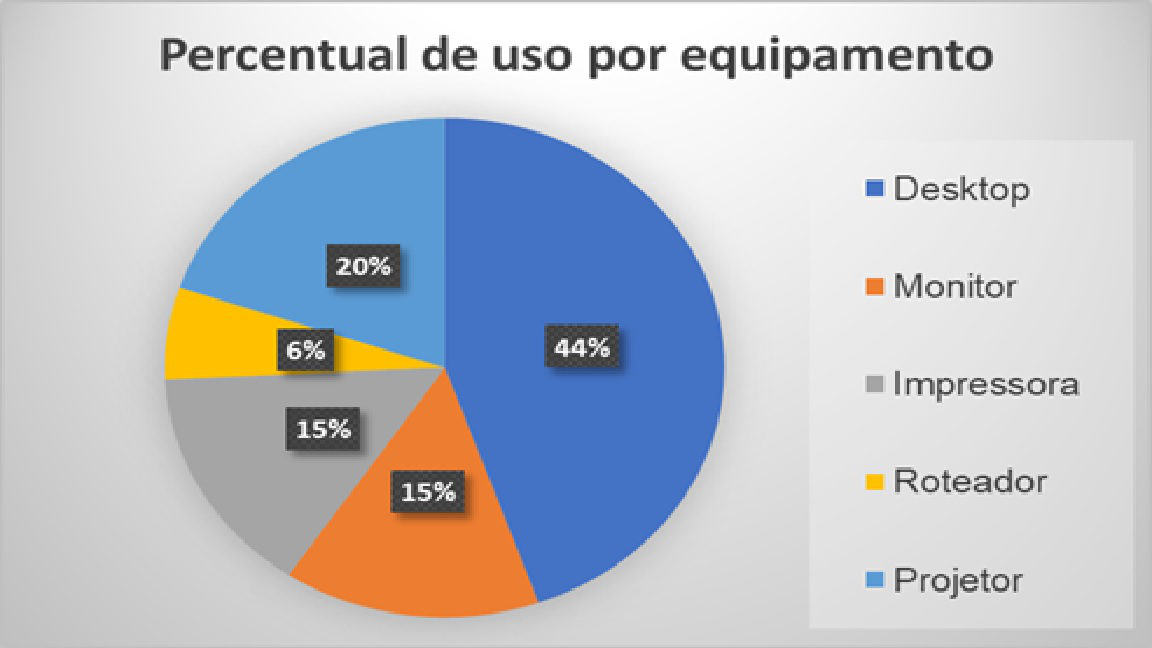 Percentual de uso por equipamento
20%
44%
6%
15%
15%
Desktop
Monitor
Impressora
Roteador
Projetor